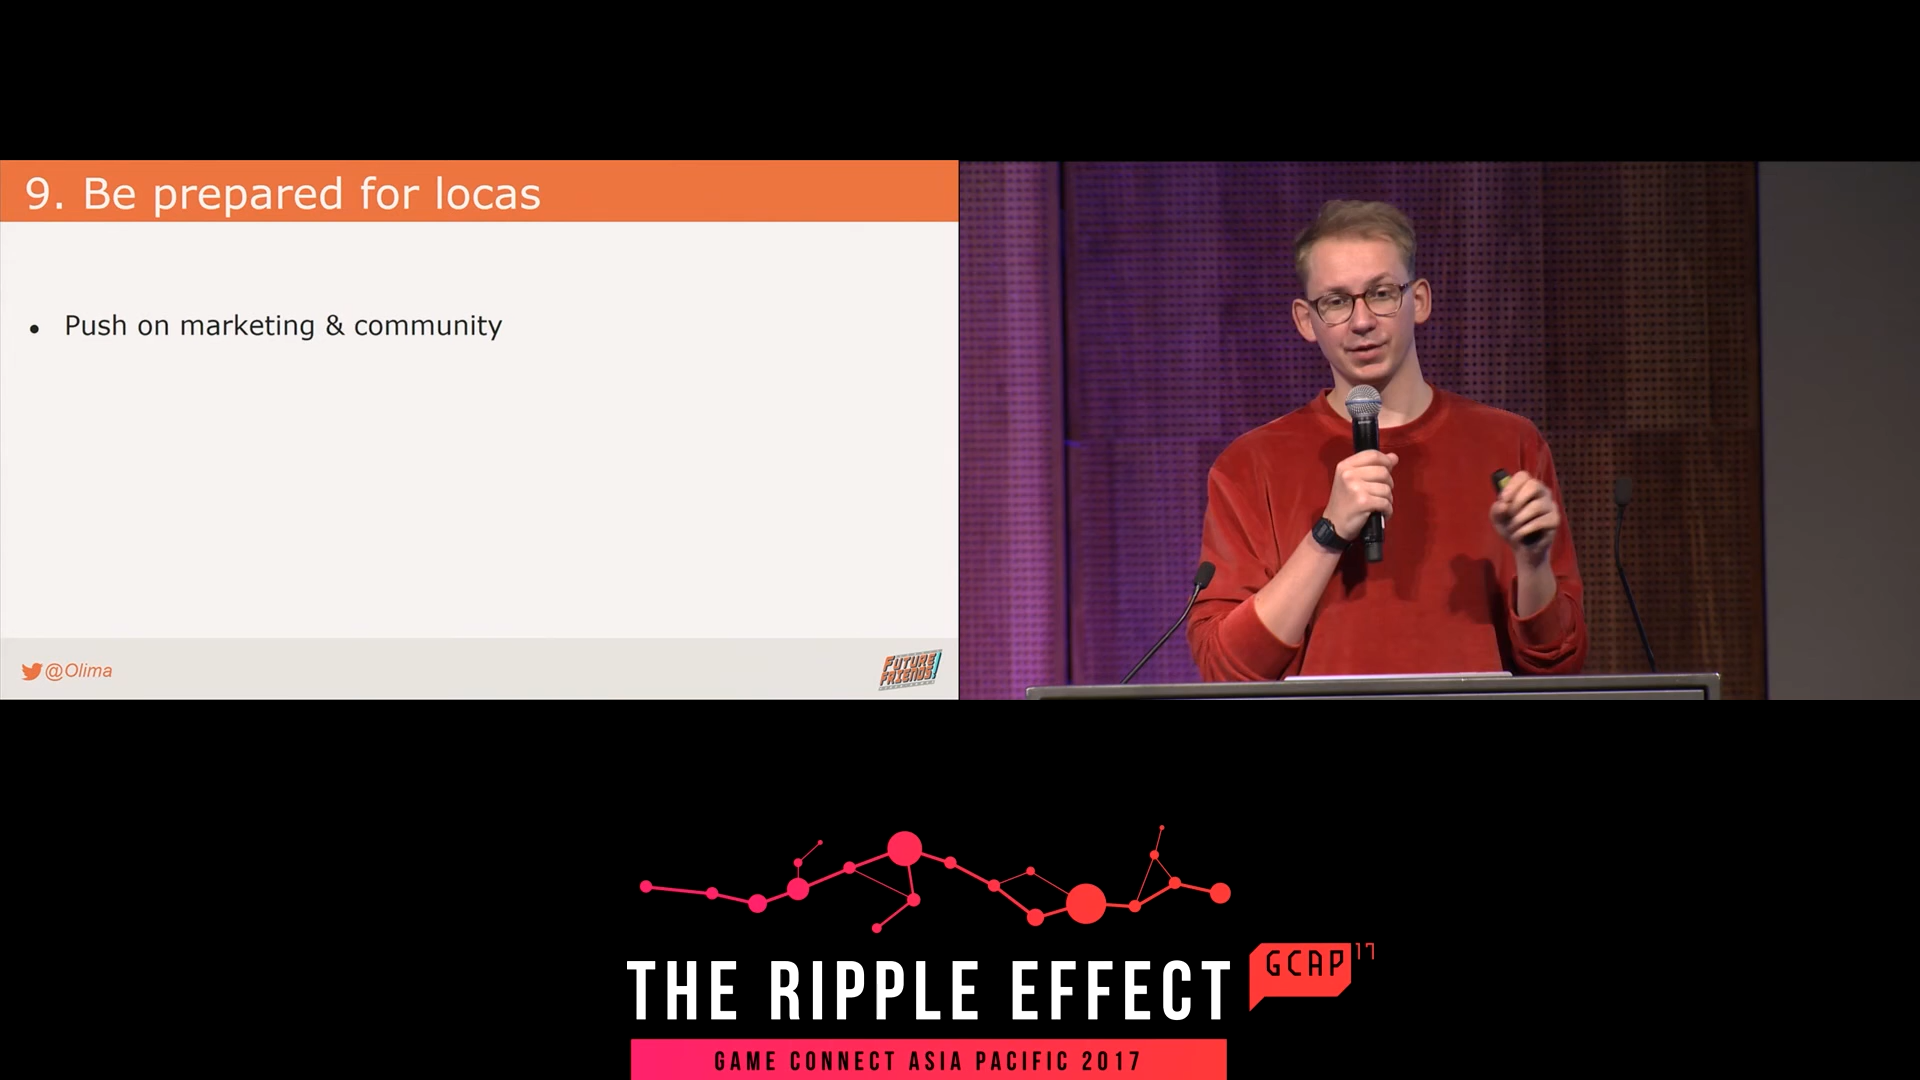 9. Be prepared for locas
● Push on marketing & community
@Olima
FUTURE
FRIENDS!
THE RIPPLE EFFECT
GCAP 17
GAME CONNECT ASIA PACIFIC 2017